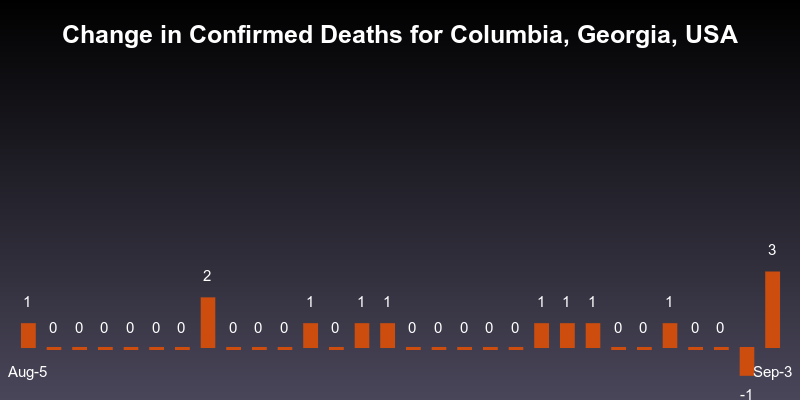 Change in Confirmed Deaths for Columbia, Georgia, USA
3
2
1 1 1 1 1 1 1 1
0 0 0 0 0 0 0 0 0 0 0 0 0 0 0 0 0 0 0
Aug-5 Sep-3
-1